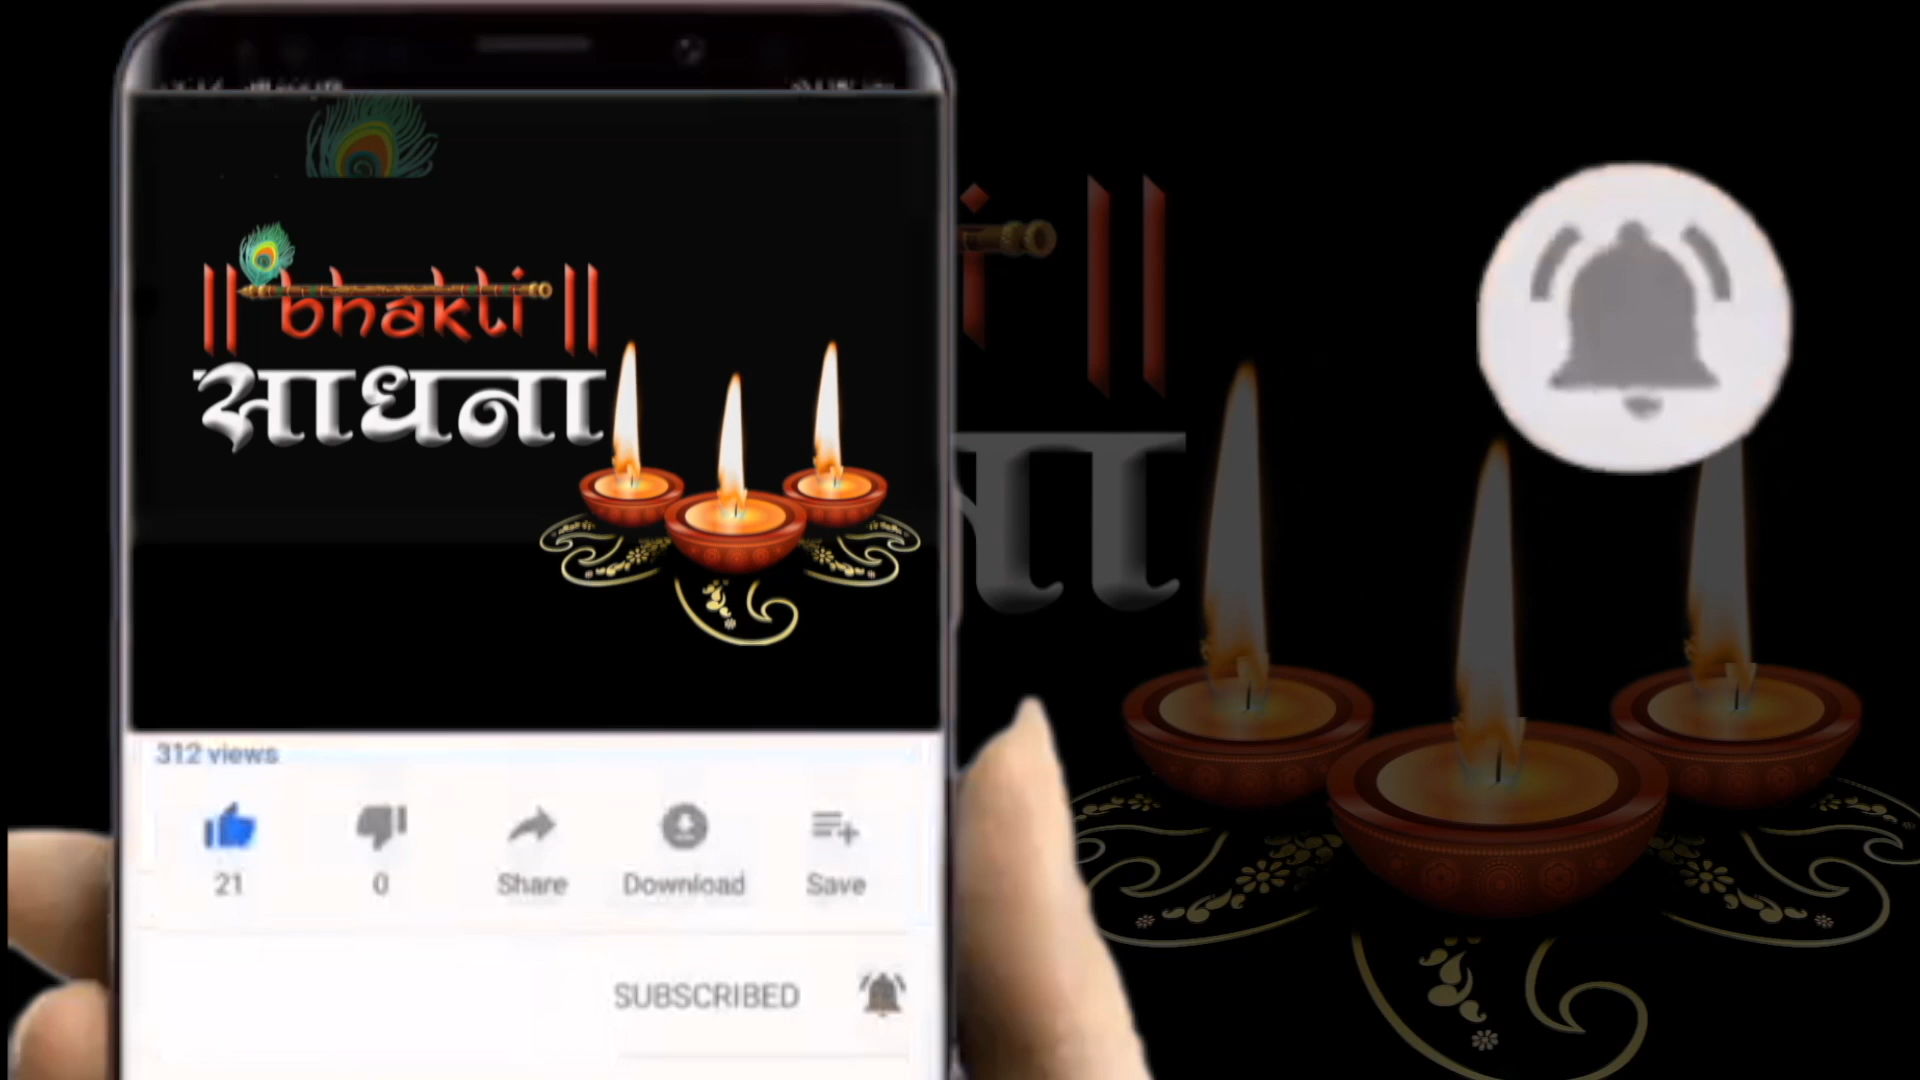 || bhakti ||
साधना
312 views
21
0
Share
Download
Save
SUBSCRIBED